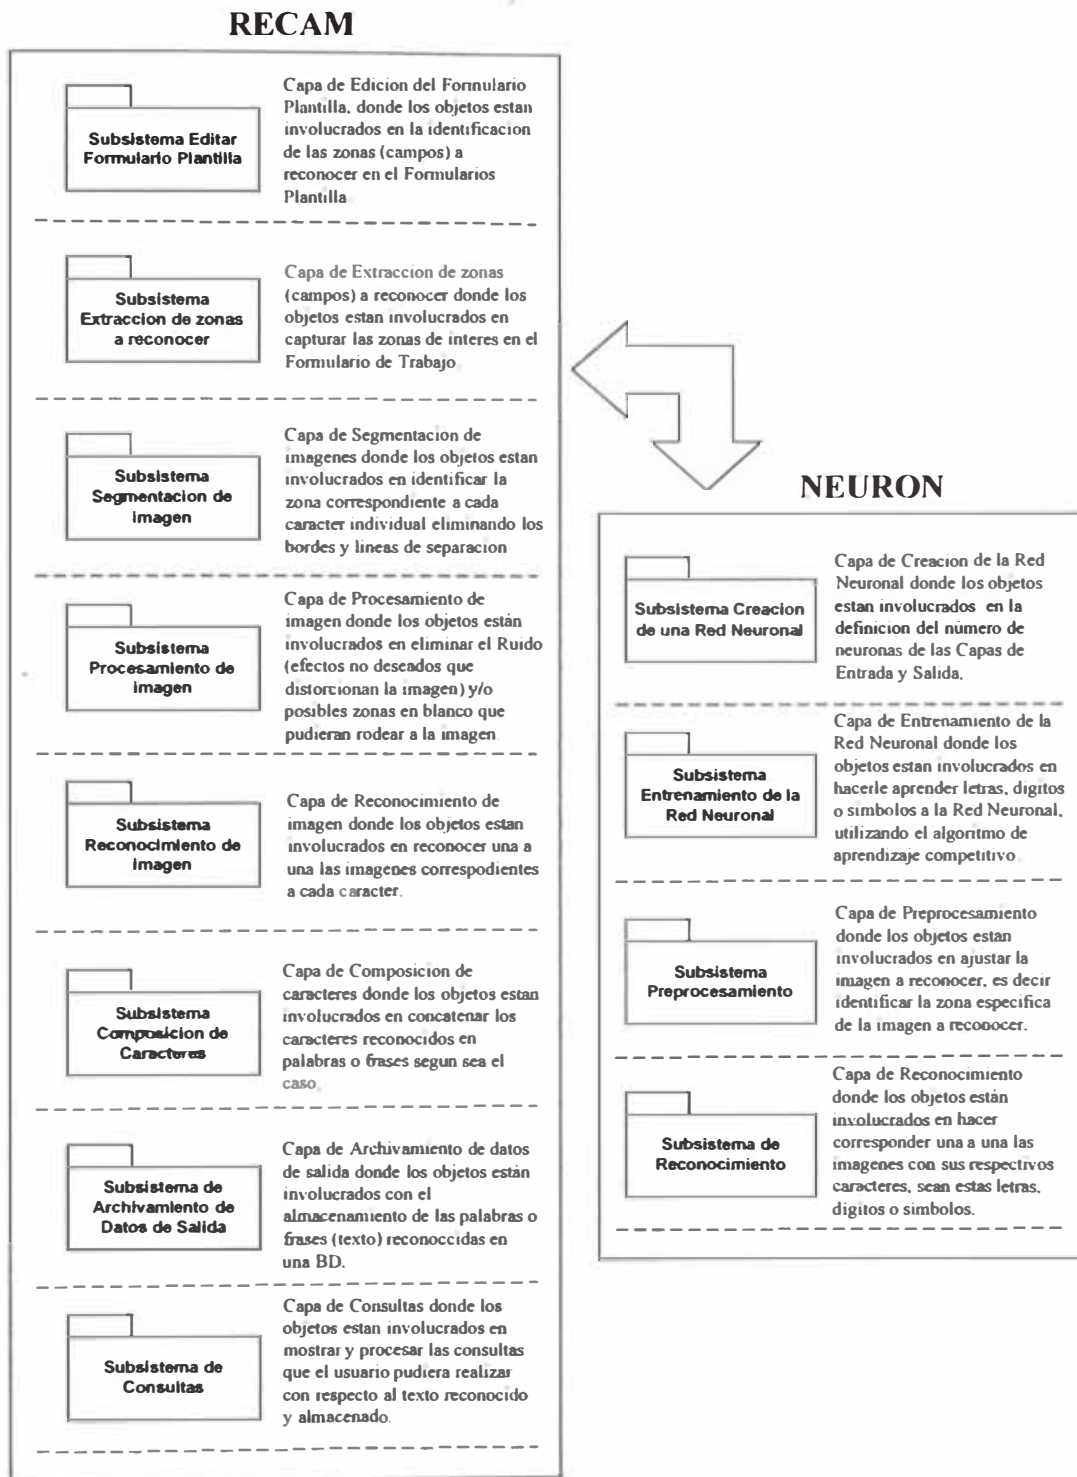 RECAM
Subsistema Editar
Formulario Plantilla
Capa de Edicion del Formulario
Plantilla, donde los objetos estan
involucrados en la identificacion
de las zonas (campos) a
reconocer en el Formularios
Plantilla
Subsistema
Extraccion de zonas
a reconocer
Capa de Extraccion de zonas
(campos) a reconocer donde los
objetos estan involucrados en
capturar las zonas de interes en el
Formulario de Trabajo
Subsistema
Segmentacion de
imagen
Capa de Segmentacion de
imagenes donde los objetos estan
involucrados en identificar la
zona correspondiente a cada
caracter individual eliminando los
bordes y lineas de separacion
Subsistema
Procesamiento de
imagen
Capa de Procesamiento de
imagen donde los objetos están
involucrados en eliminar el Ruido
(efectos no deseados que
distorcionan la imagen) y/o
posibles zonas en blanco que
pudieran rodear a la imagen
Subsistema
Reconocimiento de
imagen
Capa de Reconocimiento de
imagen donde los objetos estan
involucrados en reconocer una a
una las imagenes correspodientes
a cada caracter.
Subsistema
Composicion de
Caracteres
Capa de Composicion de
caracteres donde los objetos estan
involucrados en concatenar los
caracteres reconocidos en
palabras o frases segun sea el
caso
Subsistema de
Archivamiento de
Datos de Salida
Capa de Archivamiento de datos
de salida donde los objetos están
involucrados con el
almacenamiento de las palabras o
frases (texto) reconoccidas en
una BD.
Subsistema de
Consultas
Capa de Consultas donde los
objetos estan involucrados en
mostrar y procesar las consultas
que el usuario pudiera realizar
con respecto al texto reconocido
y almacenado.
NEURON
Subsistema Creacion
de una Red Neuronal
Capa de Creacion de la Red
Neuronal donde los objetos
estan involucrados en la
definicion del número de
neuronas de las Capas de
Entrada y Salida,
Subsistema
Entrenamiento de la
Red Neuronal
Capa de Entrenamiento de la
Red Neuronal donde los
objetos estan involucrados en
hacerle aprender letras, digitos
o simbolos a la Red Neuronal,
utilizando el algoritmo de
aprendizaje competitivo
Subsistema
Preprocesamiento
Capa de Preprocesamiento
donde los objetos estan
involucrados en ajustar la
imagen a reconocer, es decir
identificar la zona especifica
de la imagen a reconocer.
Subsistema de
Reconocimiento
Capa de Reconocimiento
donde los objetos están
involucrados en hacer
corresponder una a una las
imagenes con sus respectivos
caracteres, sean estas letras,
digitos o simbolos.